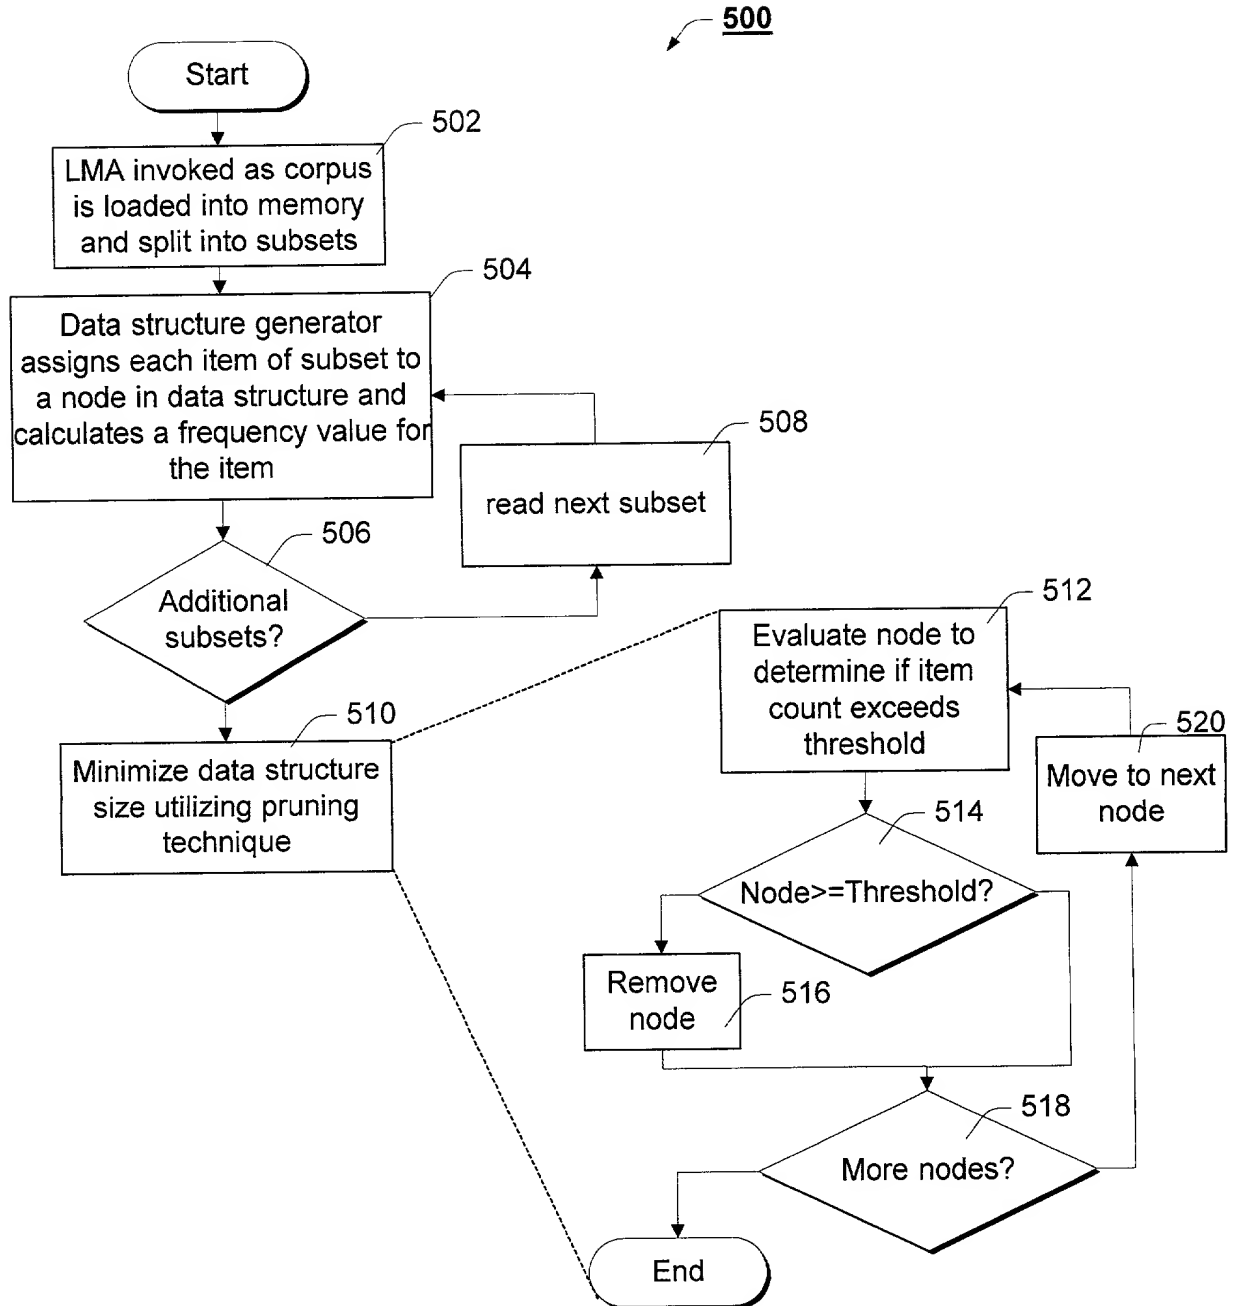 500
Start
502
LMA invoked as corpus
is loaded into memory
and split into subsets
504
Data structure generator
assigns each item of subset to
a node in data structure and
calculates a frequency value for
the item
508
read next subset
506
Additional
subsets?
510
Minimize data structure
size utilizing pruning
technique
512
Evaluate node to
determine if item
count exceeds
threshold
520
Move to next
node
514
Node>=Threshold?
Remove
node
516
518
More nodes?
End